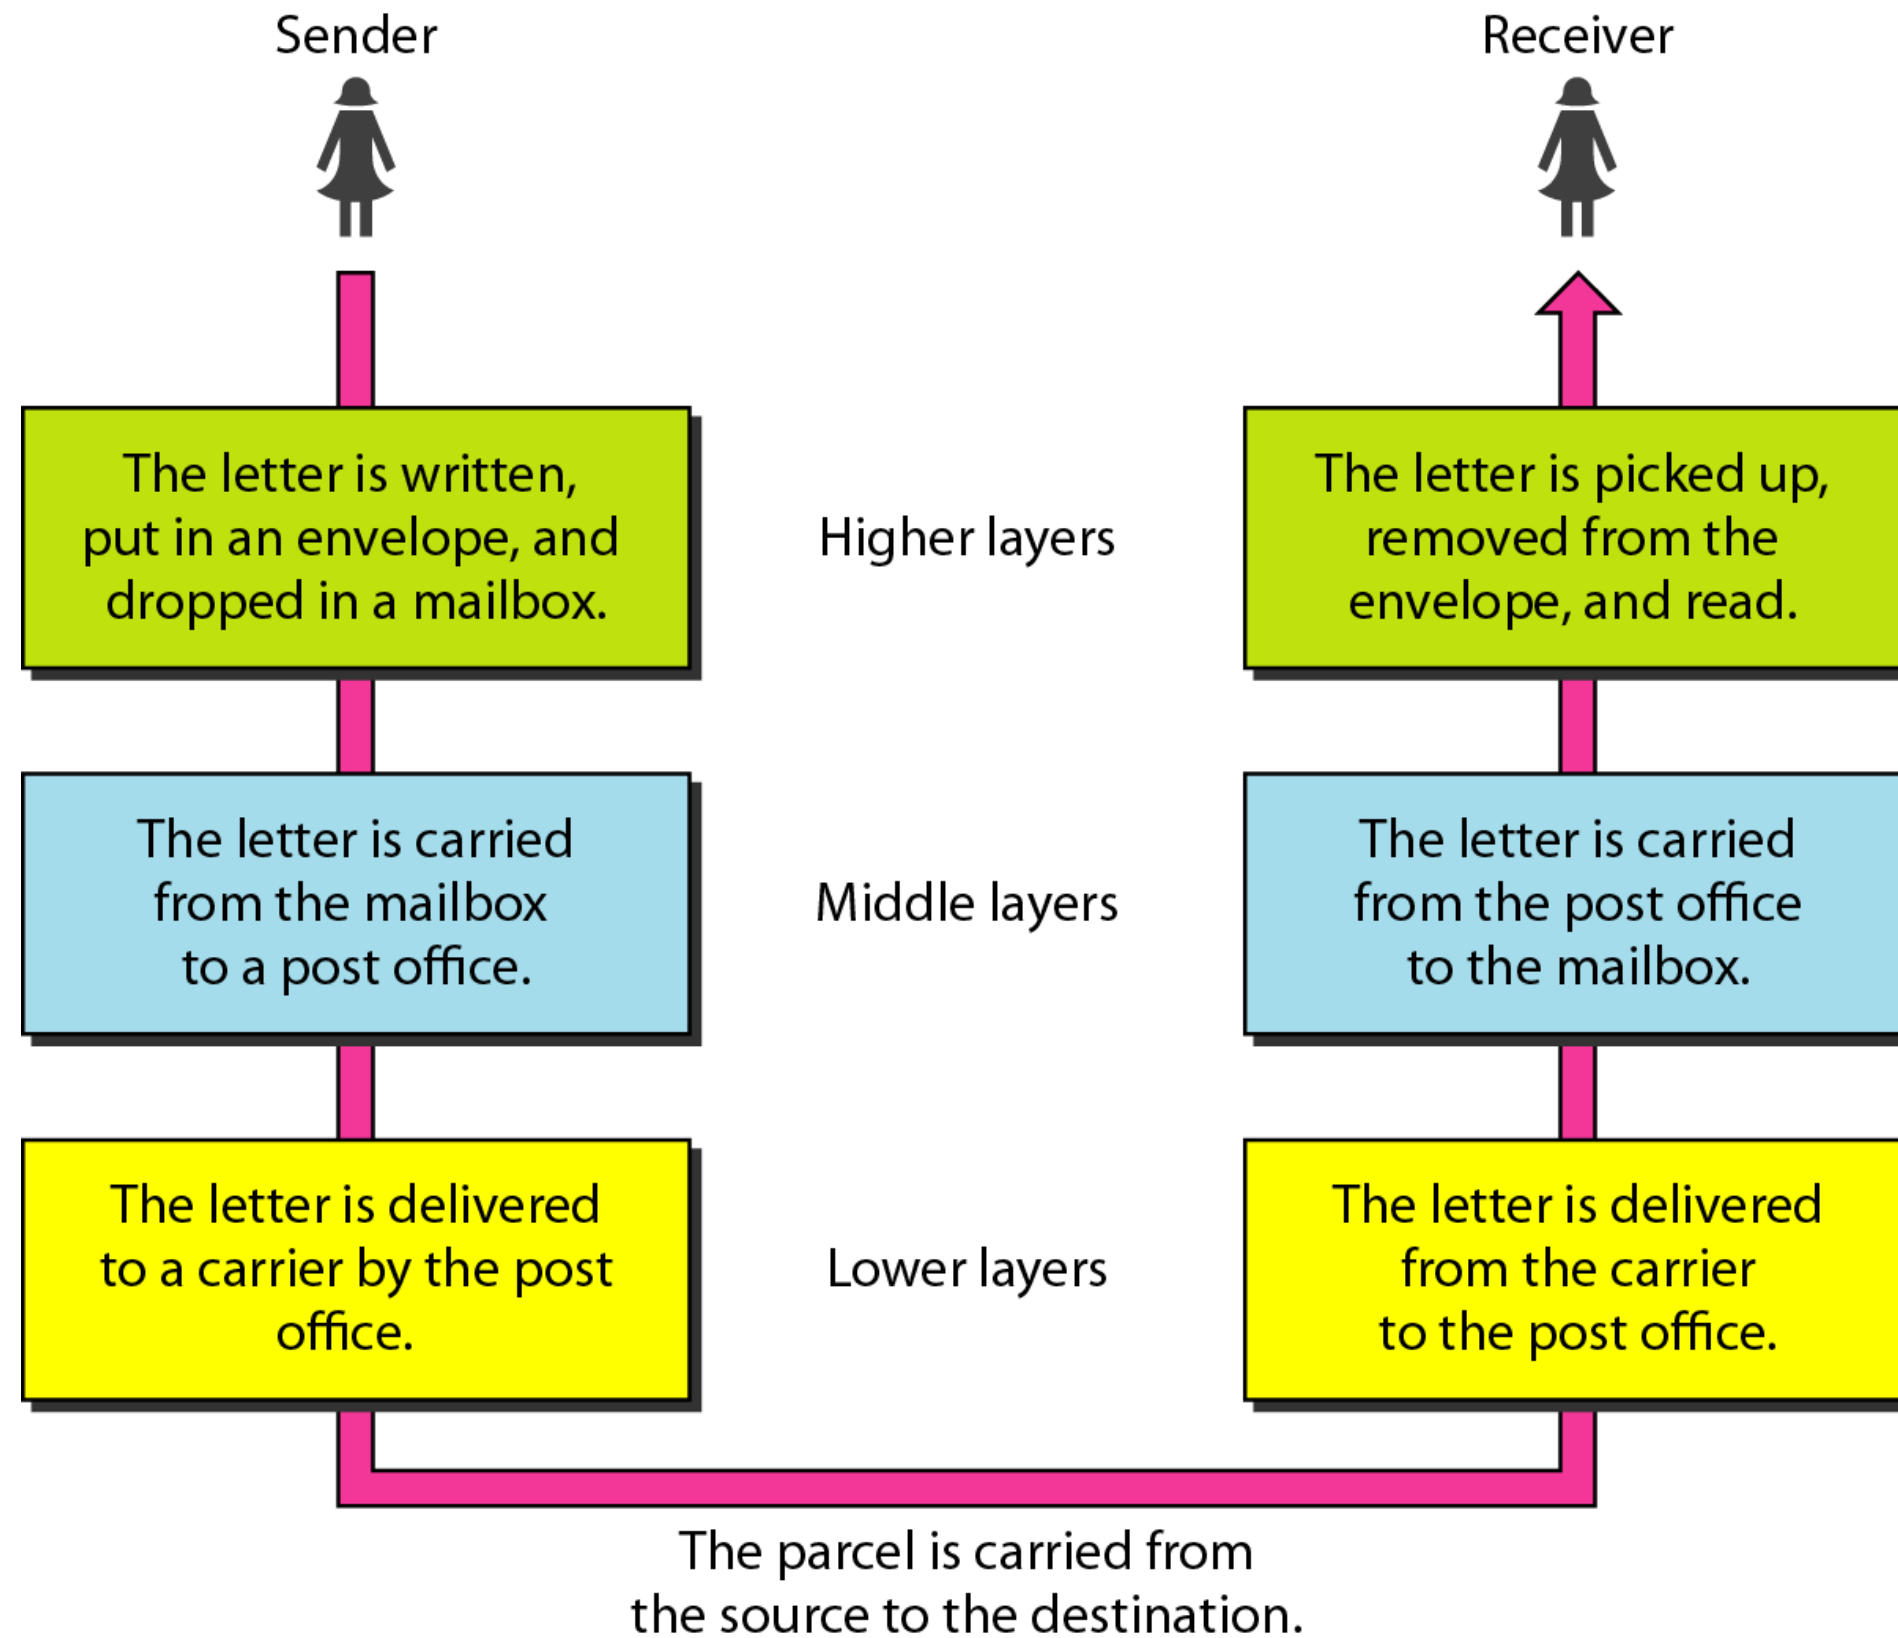 Sender
Receiver
The letter is written,
put in an envelope, and
dropped in a mailbox.
Higher layers
The letter is picked up,
removed from the
envelope, and read.
The letter is carried
from the mailbox
to a post office.
Middle layers
The letter is carried
from the post office
to the mailbox.
The letter is delivered
to a carrier by the post
office.
Lower layers
The letter is delivered
from the carrier
to the post office.
The parcel is carried from
the source to the destination.